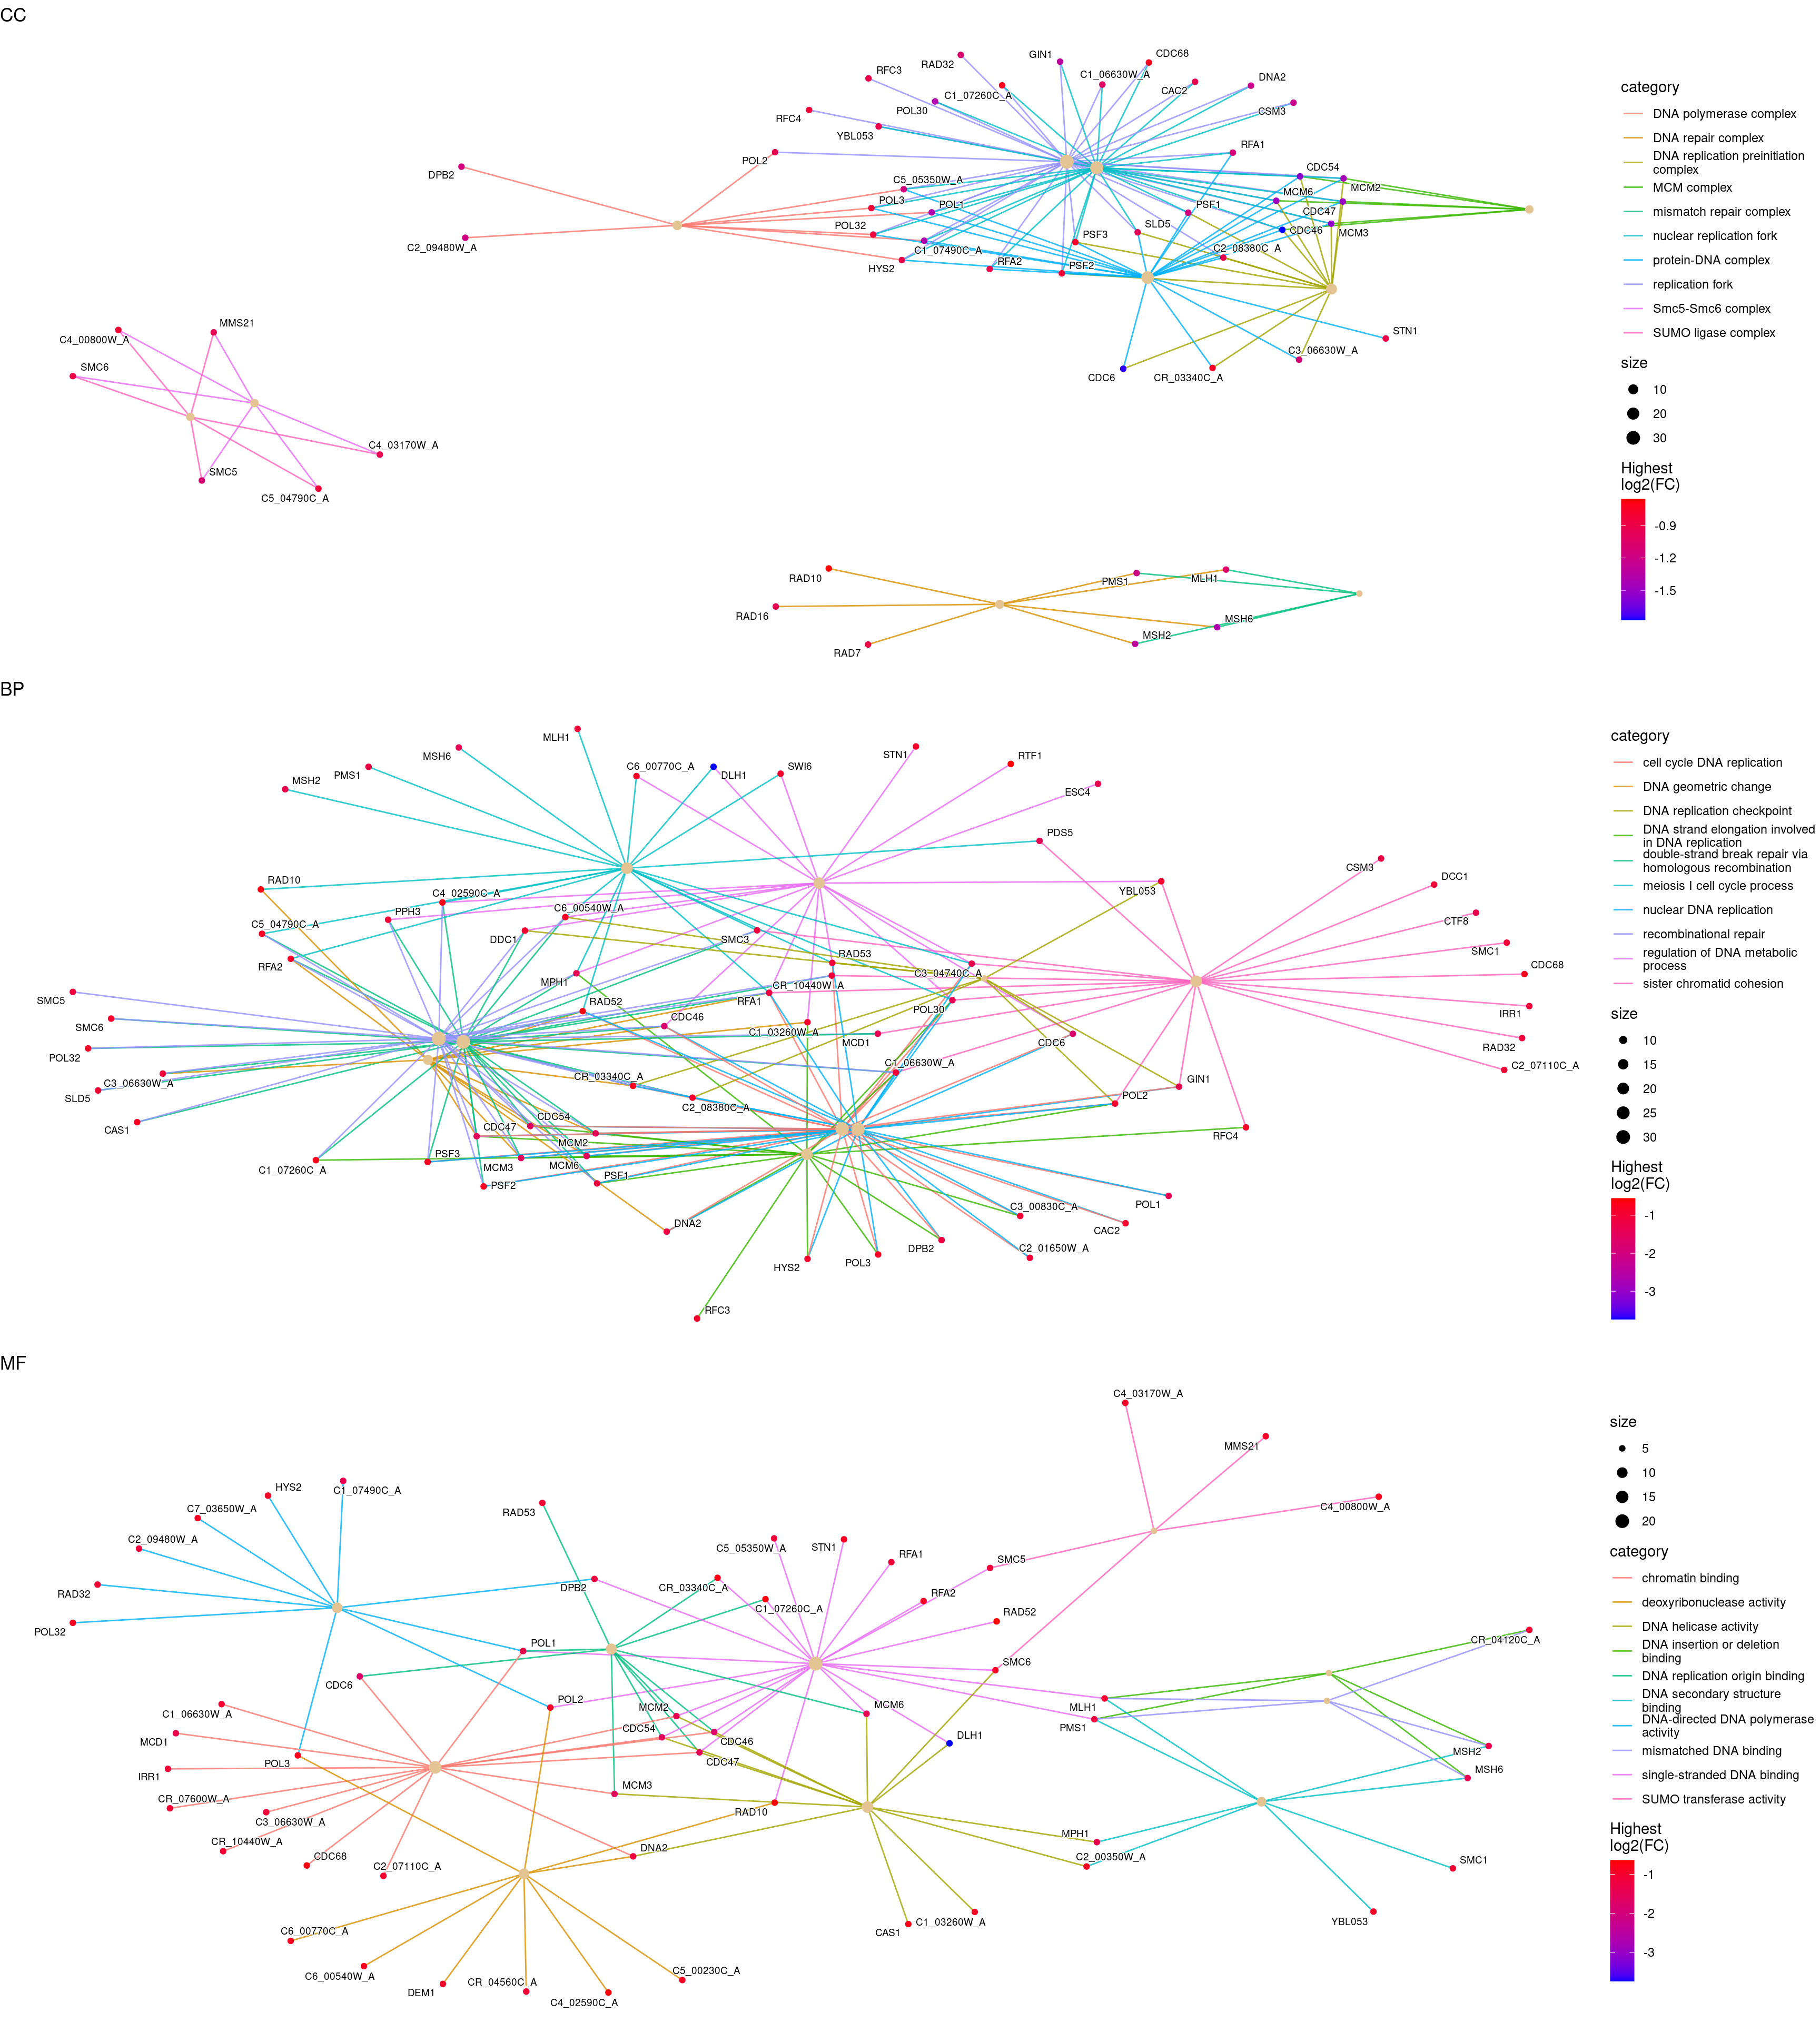 CC
GIN1
CDC68
RAD32
RFC3
C1_06630W_A
DNA2
C1_07260C_A
CAC2
POL30
CSM3
RFC4
YBL053
RFA1
POL2
CDC54
DPB2
C5_05350W_A
MCM6
MCM2
POL3
POL1
PSF1
CDC47
POL32
SLD5
CDC46
MCM3
PSF3
C2_09480W_A
C1_07490C_A
C2_08380C_A
HYS2
RFA2
PSF2
MMS21
STN1
C4_00800W_A
C3_06630W_A
SMC6
CDC6
CR_03340C_A
C4_03170W_A
SMC5
C5_04790C_A
RAD10
PMS1
MLH1
RAD16
MSH6
MSH2
RAD7
category
DNA polymerase complex
DNA repair complex
DNA replication preinitiation
complex
MCM complex
mismatch repair complex
nuclear replication fork
protein-DNA complex
replication fork
Smc5-Smc6 complex
SUMO ligase complex
size
10
20
30
Highest
log2(FC)
-0.9
-1.2
-1.5
BP
MLH1
MSH6
STN1
RTF1
PMS1
C6_00770C_A
DLH1
SWI6
MSH2
ESC4
PDS5
CSM3
RAD10
C4_02590C_A
YBL053
DCC1
PPH3
C6_00540W_A
C5_04790C_A
CTF8
DDC1
SMC3
SMC1
RFA2
RAD53
CDC68
C3_04740C_A
MPH1
CR_10440W_A
SMC5
RAD52
RFA1
POL30
IRR1
SMC6
CDC46
C1_03260W_A
MCD1
CDC6
RAD32
POL32
C1_06630W_A
C2_07110C_A
C3_06630W_A
CR_03340C_A
GIN1
SLD5
POL2
C2_08380C_A
CAS1
CDC54
CDC47
RFC4
MCM2
PSF3
C1_07260C_A
MCM3
MCM6
PSF1
PSF2
POL1
C3_00830C_A
DNA2
CAC2
DPB2
C2_01650W_A
HYS2
POL3
RFC3
category
cell cycle DNA replication
DNA geometric change
DNA replication checkpoint
DNA strand elongation involved
in DNA replication
double-strand break repair via
homologous recombination
meiosis I cell cycle process
nuclear DNA replication
recombinational repair
regulation of DNA metabolic
process
sister chromatid cohesion
size
10
15
20
25
30
Highest
log2(FC)
-1
-2
-3
MF
C4_03170W_A
MMS21
HYS2
C1_07490C_A
C7_03650W_A
RAD53
C4_00800W_A
C2_09480W_A
C5_05350W_A
STN1
RFA1
SMC5
RAD32
DPB2
CR_03340C_A
RFA2
C1_07260C_A
RAD52
POL32
POL1
CR_04120C_A
SMC6
CDC6
POL2
MCM2
MCM6
MLH1
C1_06630W_A
CDC54
PMS1
MCD1
CDC46
DLH1
POL3
CDC47
MSH2
IRR1
MSH6
MCM3
CR_07600W_A
RAD10
C3_06630W_A
MPH1
CR_10440W_A
DNA2
CDC68
C2_07110C_A
C2_00350W_A
SMC1
C6_00770C_A
CAS1
C1_03260W_A
YBL053
C6_00540W_A
C5_00230C_A
DEM1
CR_04560C_A
C4_02590C_A
size
5
10
15
20
category
chromatin binding
deoxyribonuclease activity
DNA helicase activity
DNA insertion or deletion
binding
DNA replication origin binding
DNA secondary structure
binding
DNA-directed DNA polymerase
activity
mismatched DNA binding
single-stranded DNA binding
SUMO transferase activity
Highest
log2(FC)
-1
-2
-3